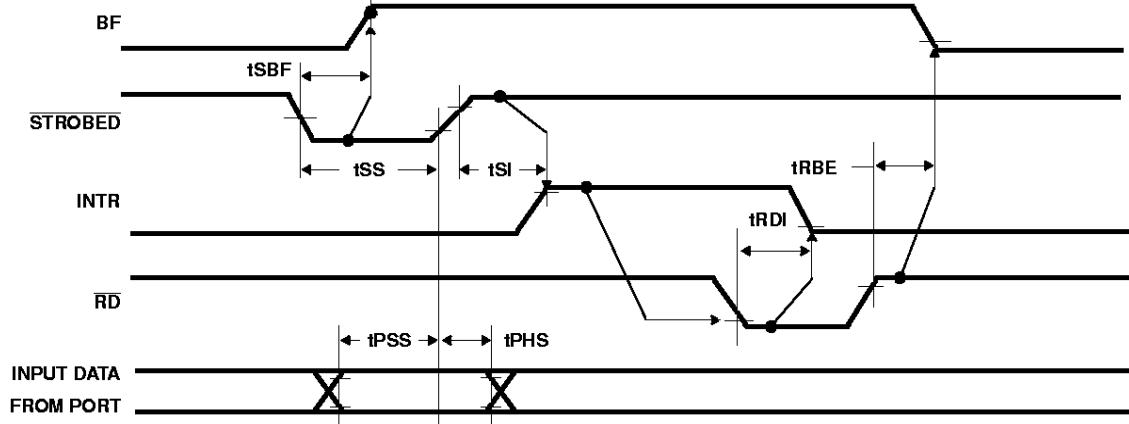 BF
tSBF
STROBED
tSS
tSI
tRBE
INTR
tRDI
RD
tPSS
tPHS
INPUT DATA
FROM PORT